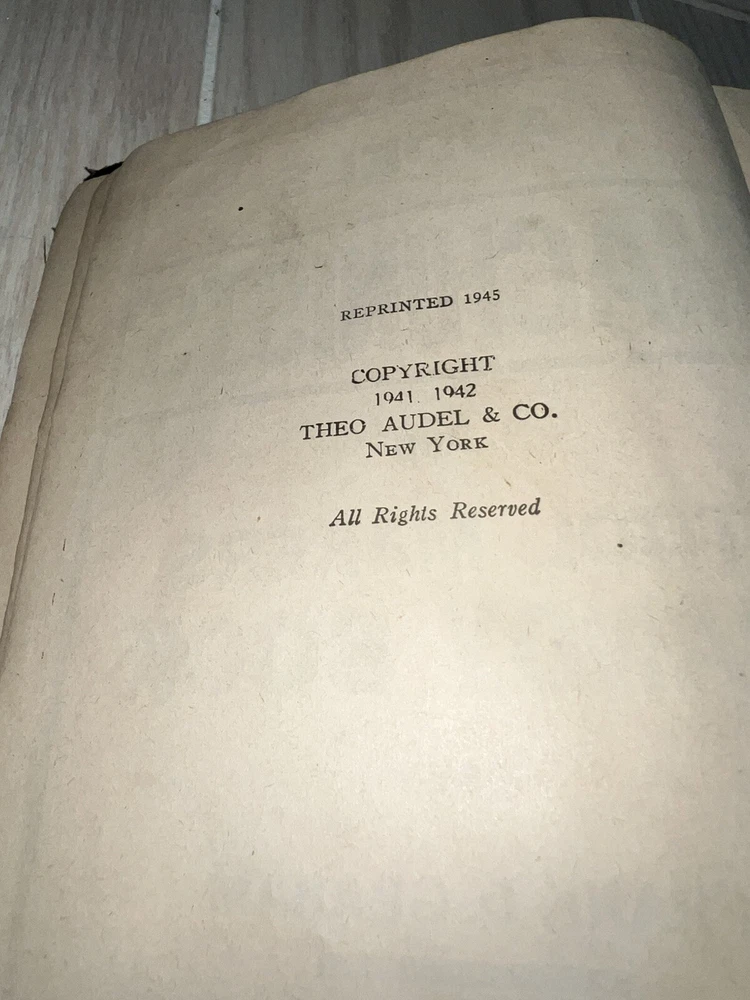 REPRINTED 1945
COPYRIGHT
1941 1942
THEO AUDEL & CO.
NEW YORK
All Rights Reserved